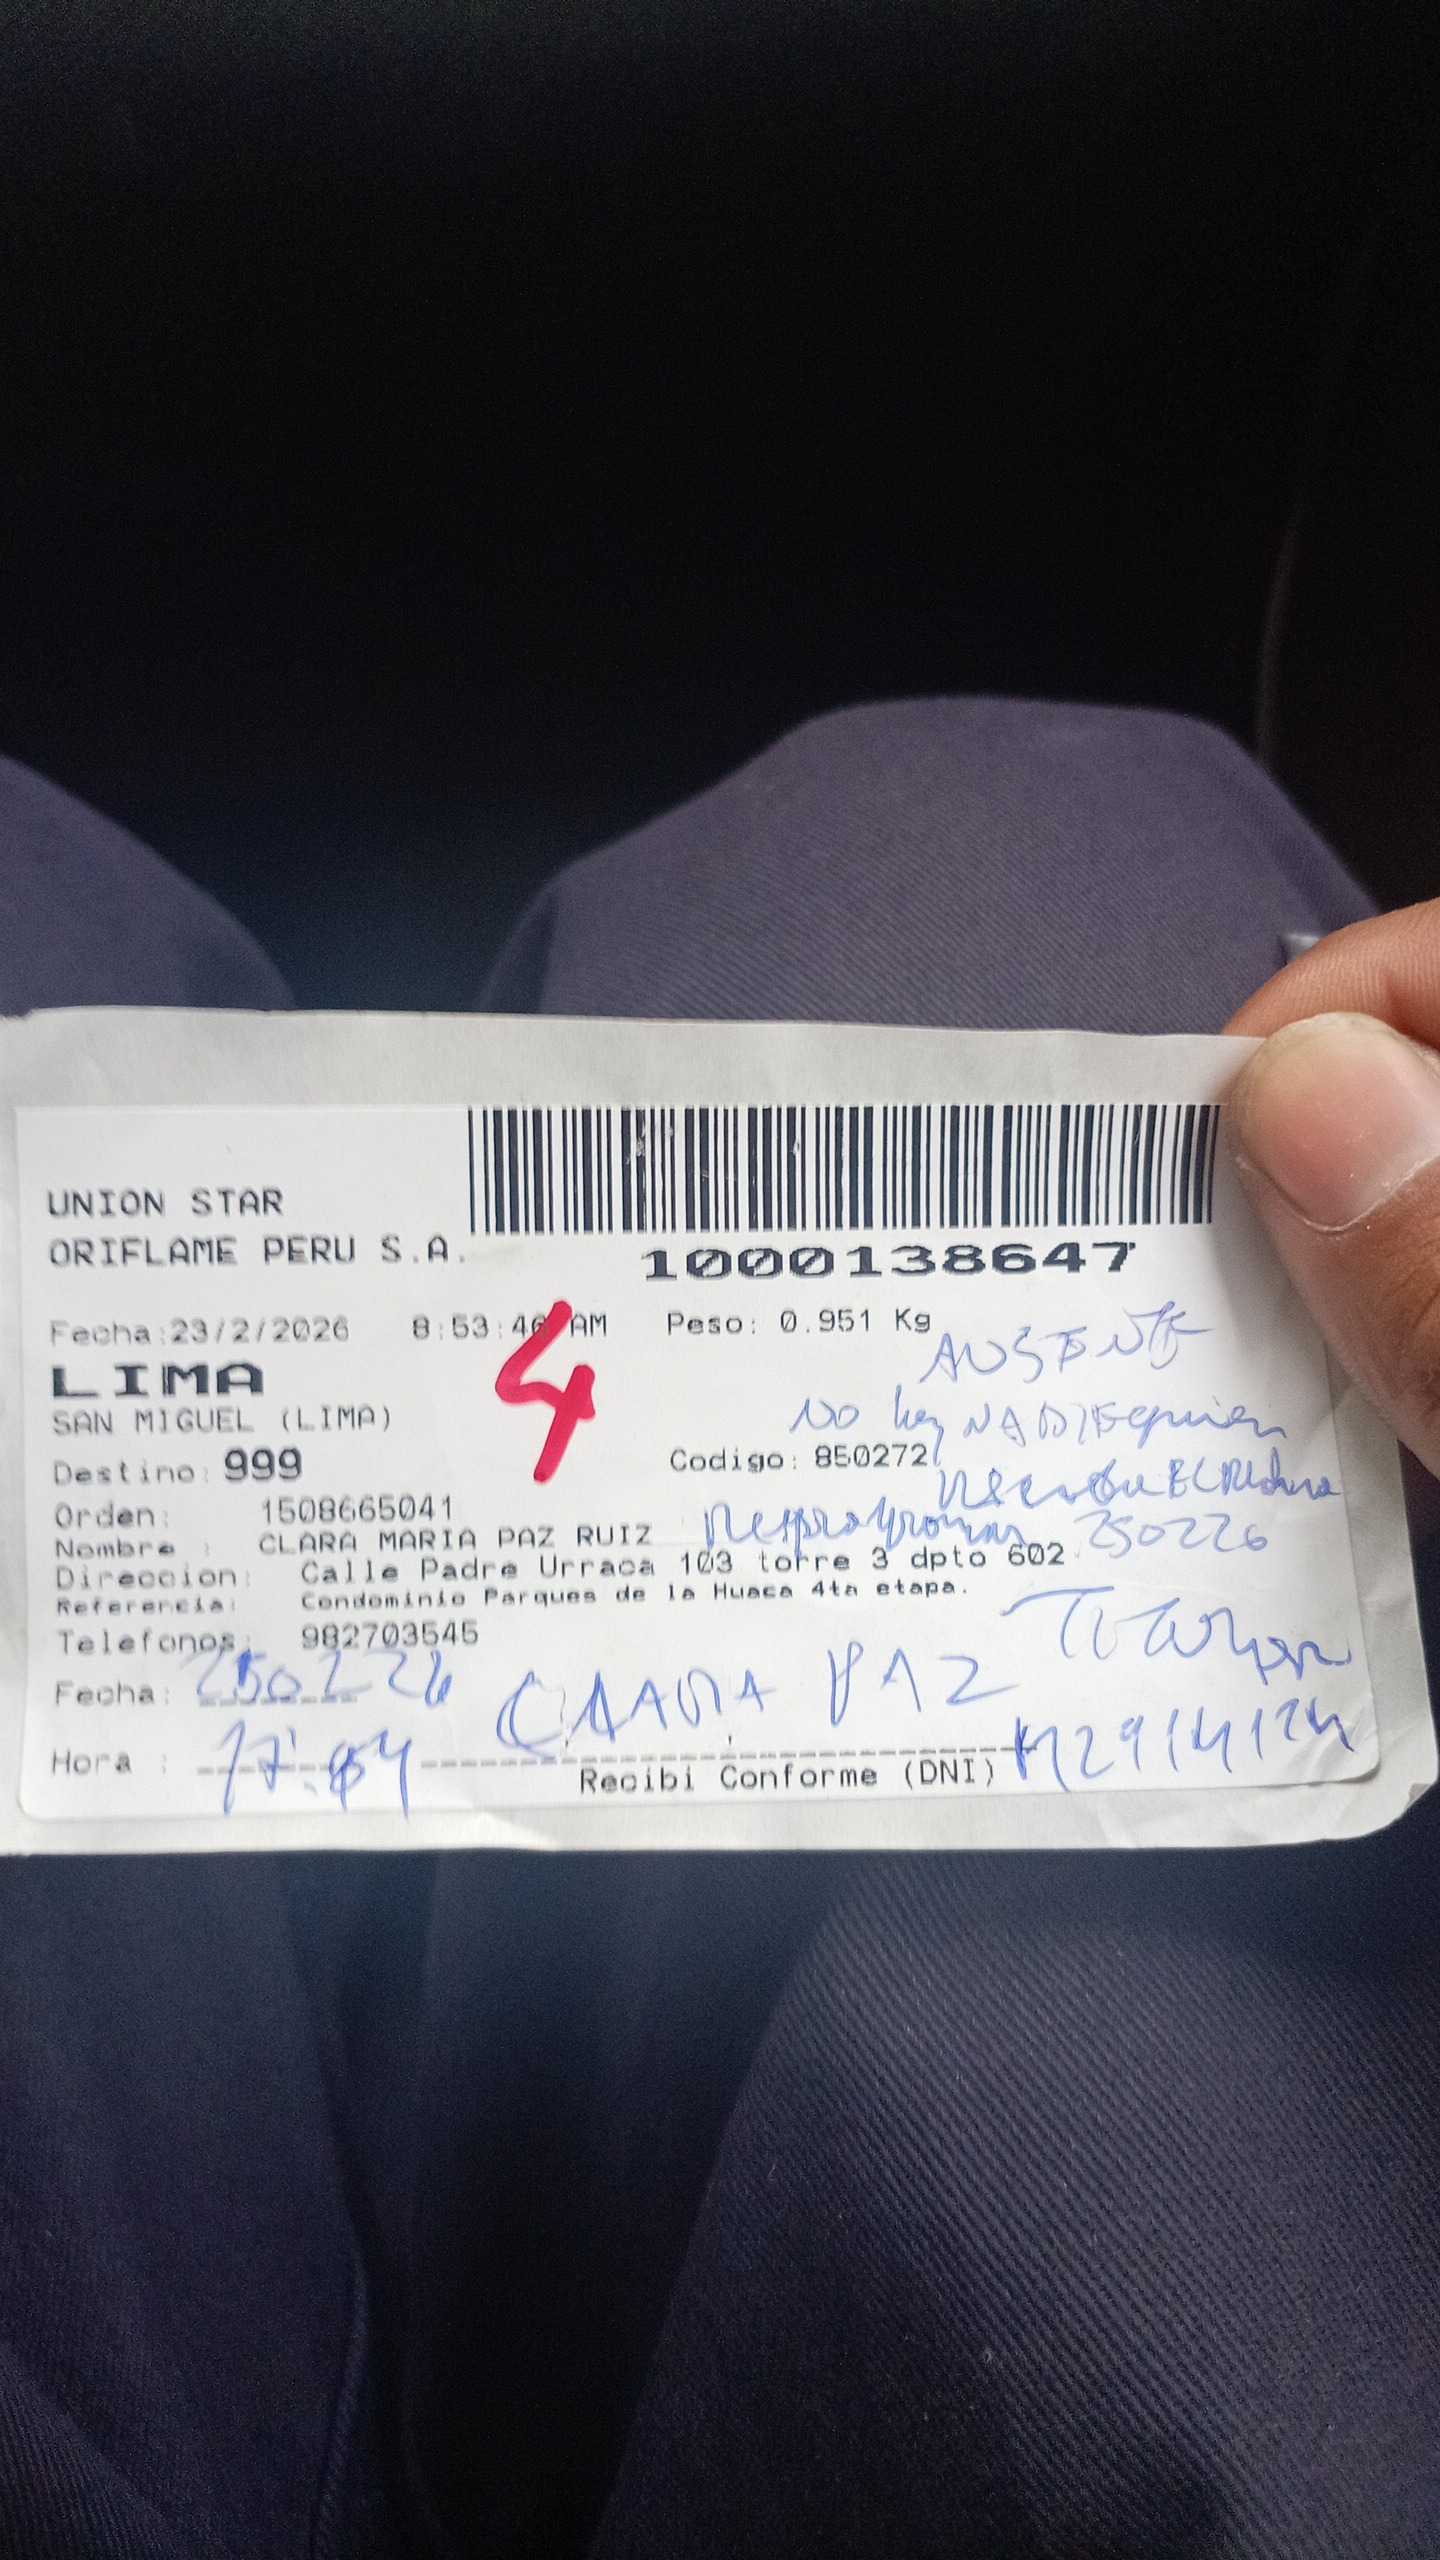 UNION STAR
ORIFLAME PERU S.A.
1000138647
Fecha:23/2/2026 8:53:46 AM Peso: 0.951 Kg
4
AUSENTE
LIMA
SAN MIGUEL (LIMA)
No hay NADIE quien
Destino: 999 Codigo: 850272
Orden: 1508665041
Nombre : CLARA MARIA PAZ RUIZ
250226
Direccion: Calle Padre Urraca 103 torre 3 dpto 602
Referencia: Condominio Parques de la Huaca 4ta etapa.
Telefonos: 982703545
Titular
Fecha: 250226 CLARA PAZ
Hora :
Recibi Conforme (DNI)